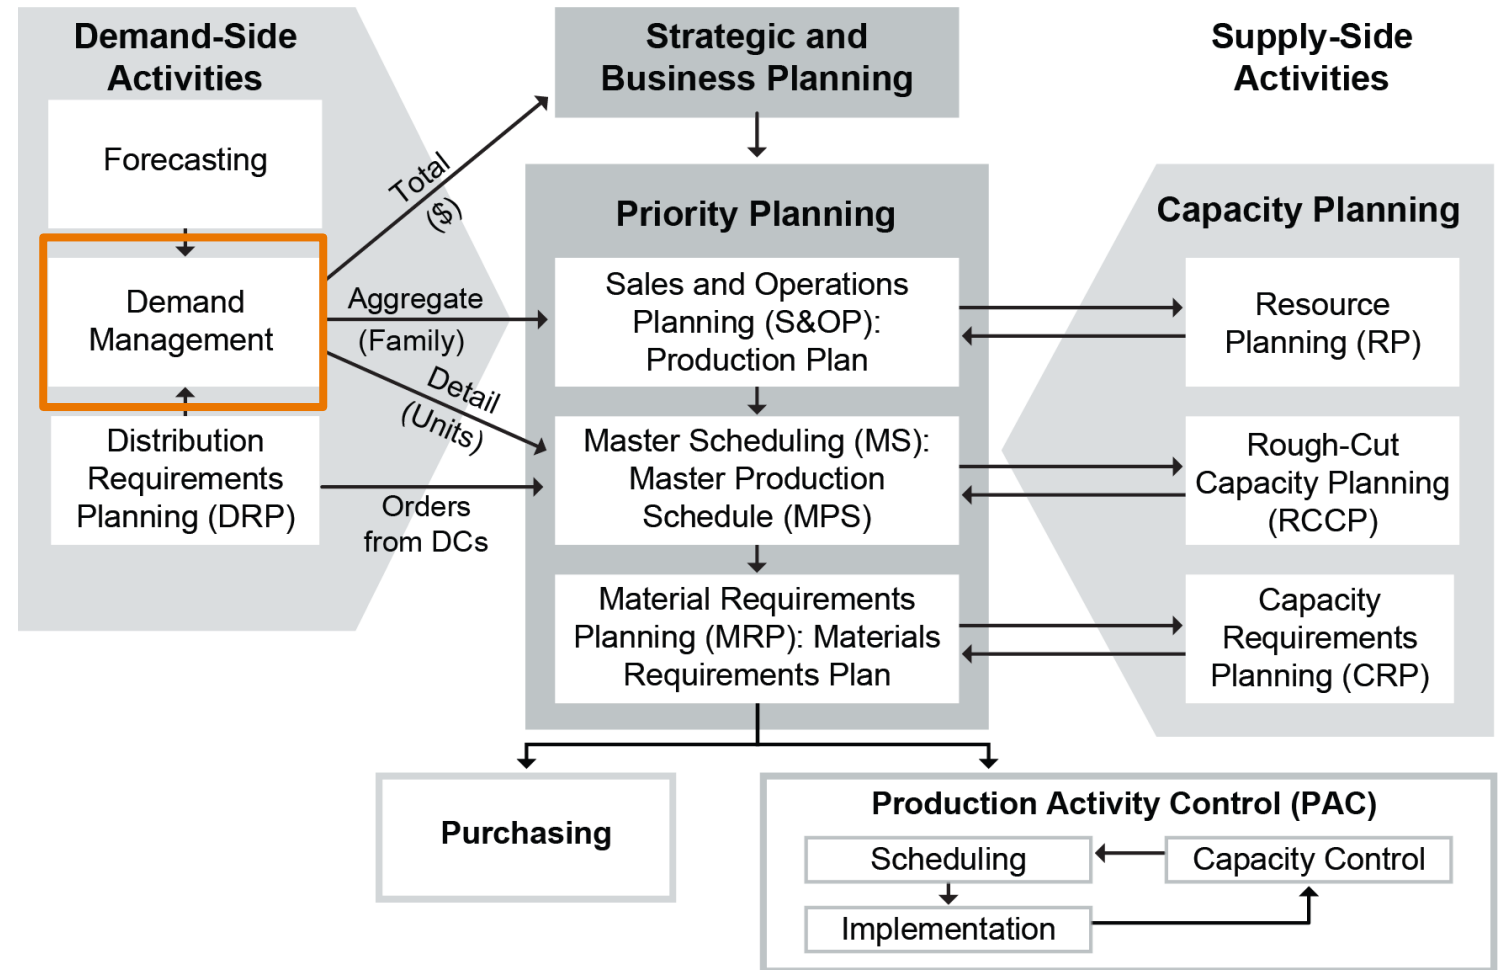 Demand-Side
Activities
Forecasting
Demand
Management
Distribution
Requirements
Planning (DRP)
Total
($)
Aggregate
(Family)
Detail
(Units)
Orders
from DCs
Strategic and
Business Planning
Priority Planning
Sales and Operations
Planning (S&OP):
Production Plan
Master Scheduling (MS):
Master Production
Schedule (MPS)
Material Requirements
Planning (MRP): Materials
Requirements Plan
Supply-Side
Activities
Capacity Planning
Resource
Planning (RP)
Rough-Cut
Capacity Planning
(RCCP)
Capacity
Requirements
Planning (CRP)
Purchasing
Production Activity Control (PAC)
Scheduling
Capacity Control
Implementation